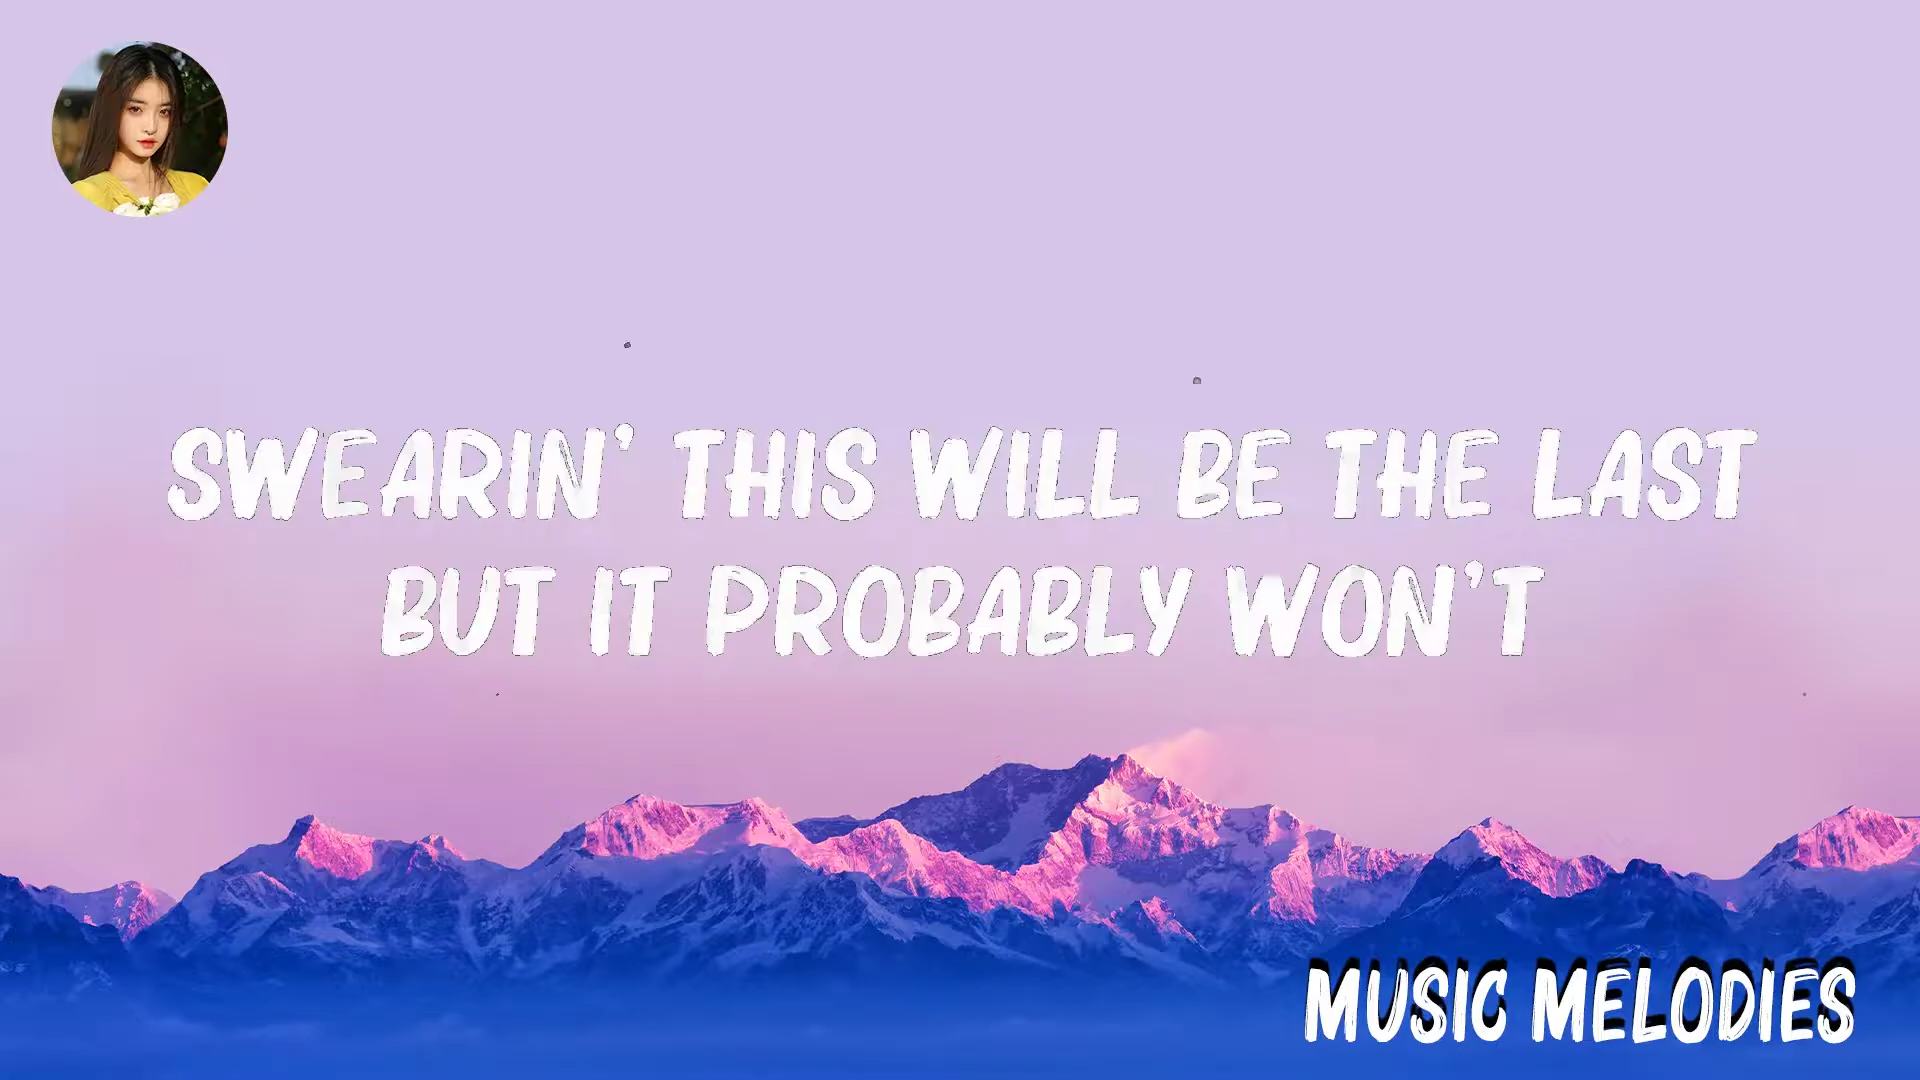 SWEARIN' THIS WILL BE THE LAST
BUT IT PROBABLY WON'T
MUSIC MELODIES